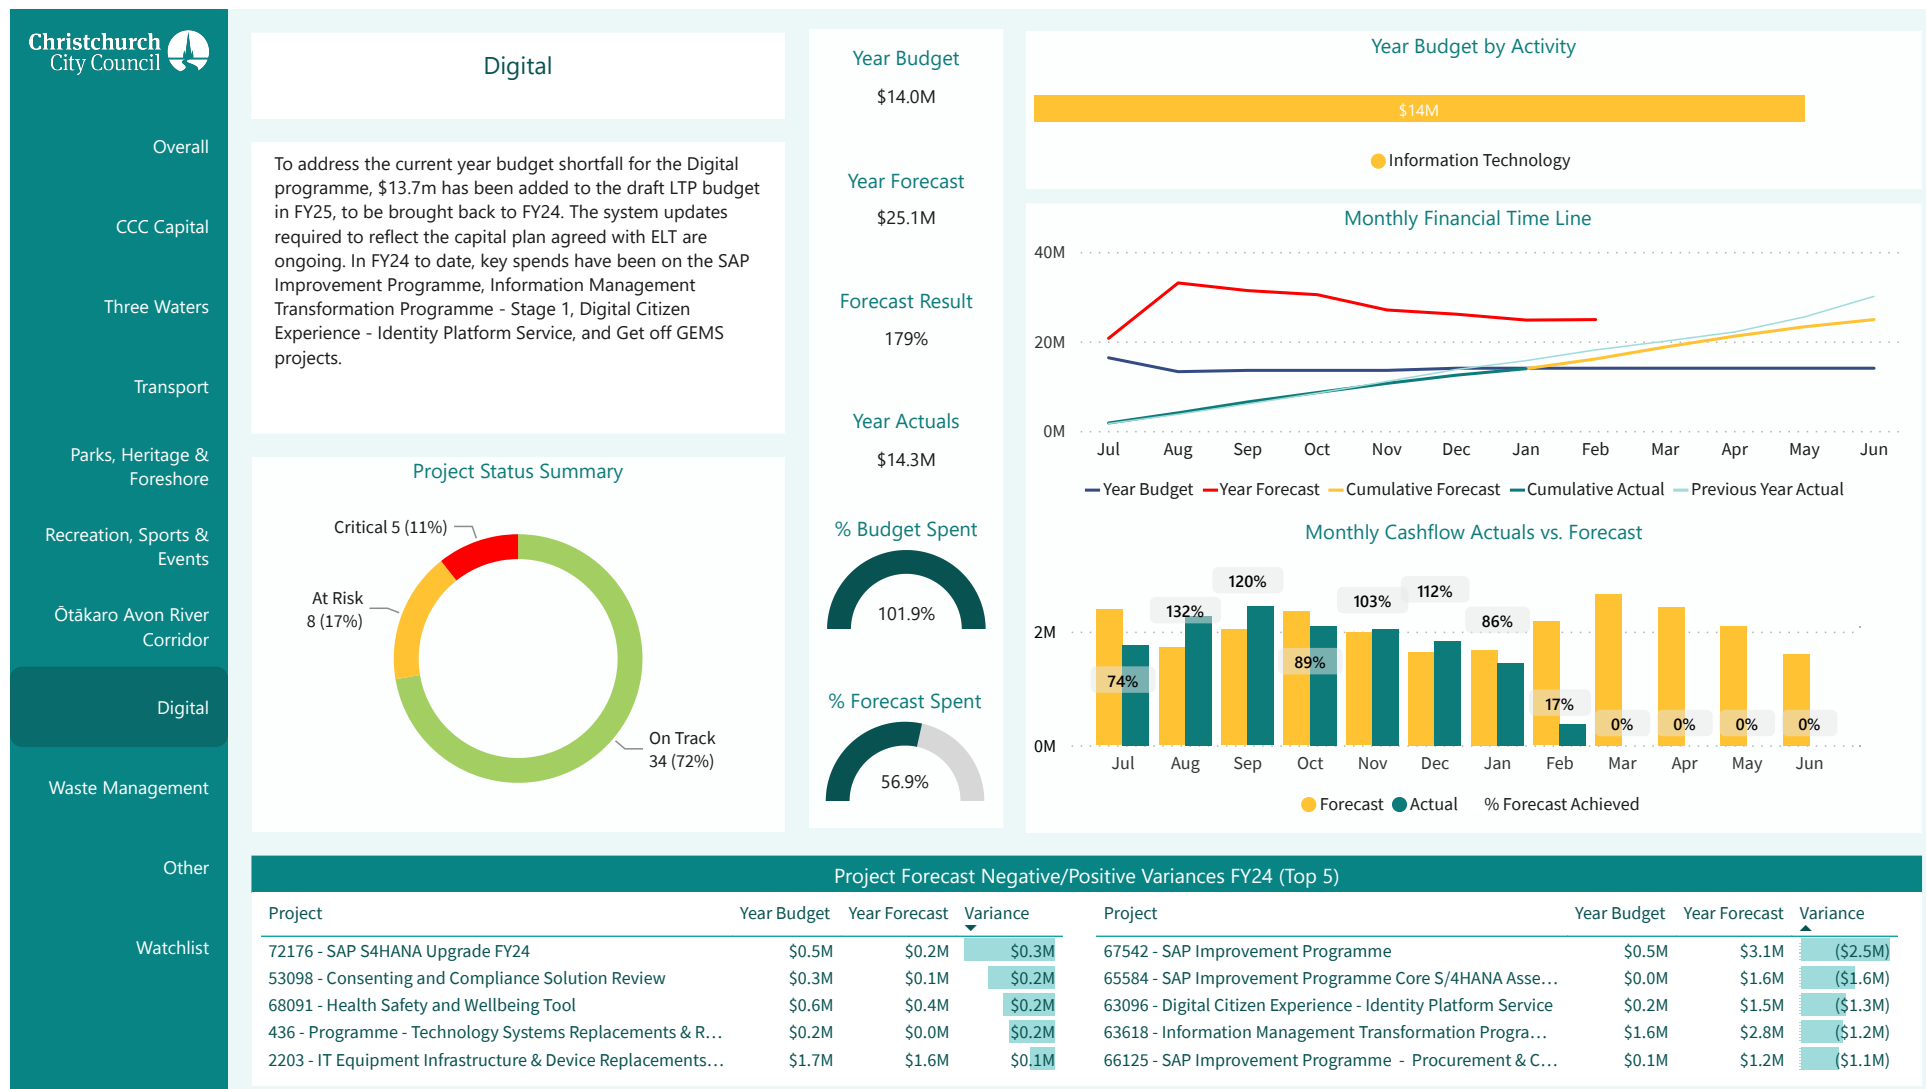 Christchurch
City Council
Overall
CCC Capital
Three Waters
Transport
Parks, Heritage &
Foreshore
Recreation, Sports &
Events
Ōtākaro Avon River
Corridor
Digital
Waste Management
Other
Watchlist
Digital
To address the current year budget shortfall for the Digital
programme, $13.7m has been added to the draft LTP budget
in FY25, to be brought back to FY24. The system updates
required to reflect the capital plan agreed with ELT are
ongoing. In FY24 to date, key spends have been on the SAP
Improvement Programme, Information Management
Transformation Programme - Stage 1, Digital Citizen
Experience - Identity Platform Service, and Get off GEMS
projects.
Project Status Summary
Critical 5 (11%)
At Risk
8 (17%)
On Track
34 (72%)
Year Budget
$14.0M
Year Forecast
$25.1M
Forecast Result
179%
Year Actuals
$14.3M
% Budget Spent
101.9%
% Forecast Spent
56.9%
Year Budget by Activity
$14M
Information Technology
Monthly Financial Time Line
40M
20M
0M
Jul Aug Sep Oct Nov Dec Jan Feb Mar Apr May Jun
Year Budget Year Forecast Cumulative Forecast Cumulative Actual Previous Year Actual
Monthly Cashflow Actuals vs. Forecast
2M
0M
74% 132% 120% 89% 103% 112% 86% 17% 0% 0% 0% 0%
Jul Aug Sep Oct Nov Dec Jan Feb Mar Apr May Jun
Forecast Actual % Forecast Achieved
Project Forecast Negative/Positive Variances FY24 (Top 5)
Project Year Budget Year Forecast Variance
72176 - SAP S4HANA Upgrade FY24 $0.5M $0.2M $0.3M
53098 - Consenting and Compliance Solution Review $0.3M $0.1M $0.2M
68091 - Health Safety and Wellbeing Tool $0.6M $0.4M $0.2M
436 - Programme - Technology Systems Replacements & R… $0.2M $0.0M $0.2M
2203 - IT Equipment Infrastructure & Device Replacements… $1.7M $1.6M $0.1M
Project Year Budget Year Forecast Variance
67542 - SAP Improvement Programme $0.5M $3.1M ($2.5M)
65584 - SAP Improvement Programme Core S/4HANA Asse… $0.0M $1.6M ($1.6M)
63096 - Digital Citizen Experience - Identity Platform Service $0.2M $1.5M ($1.3M)
63618 - Information Management Transformation Progra… $1.6M $2.8M ($1.2M)
66125 - SAP Improvement Programme - Procurement & C… $0.1M $1.2M ($1.1M)